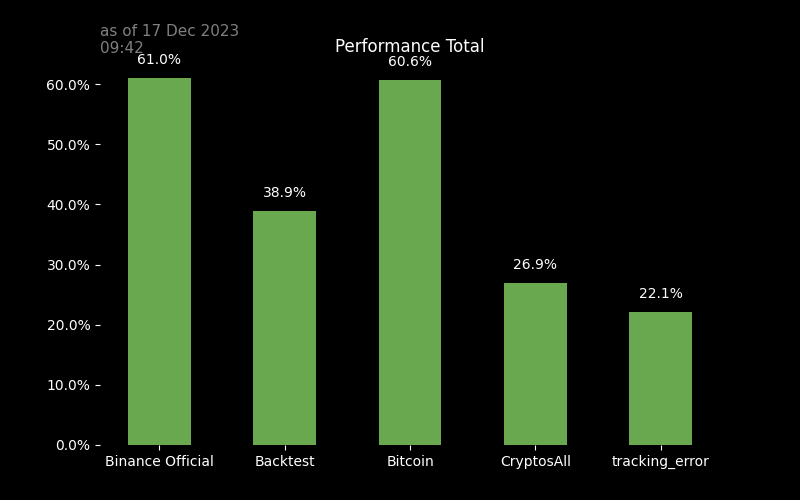 as of 17 Dec 2023
09:42
Performance Total
61.0%
60.6%
38.9%
26.9%
22.1%
60.0%
50.0%
40.0%
30.0%
20.0%
10.0%
0.0%
Binance Official
Backtest
Bitcoin
CryptosAll
tracking_error